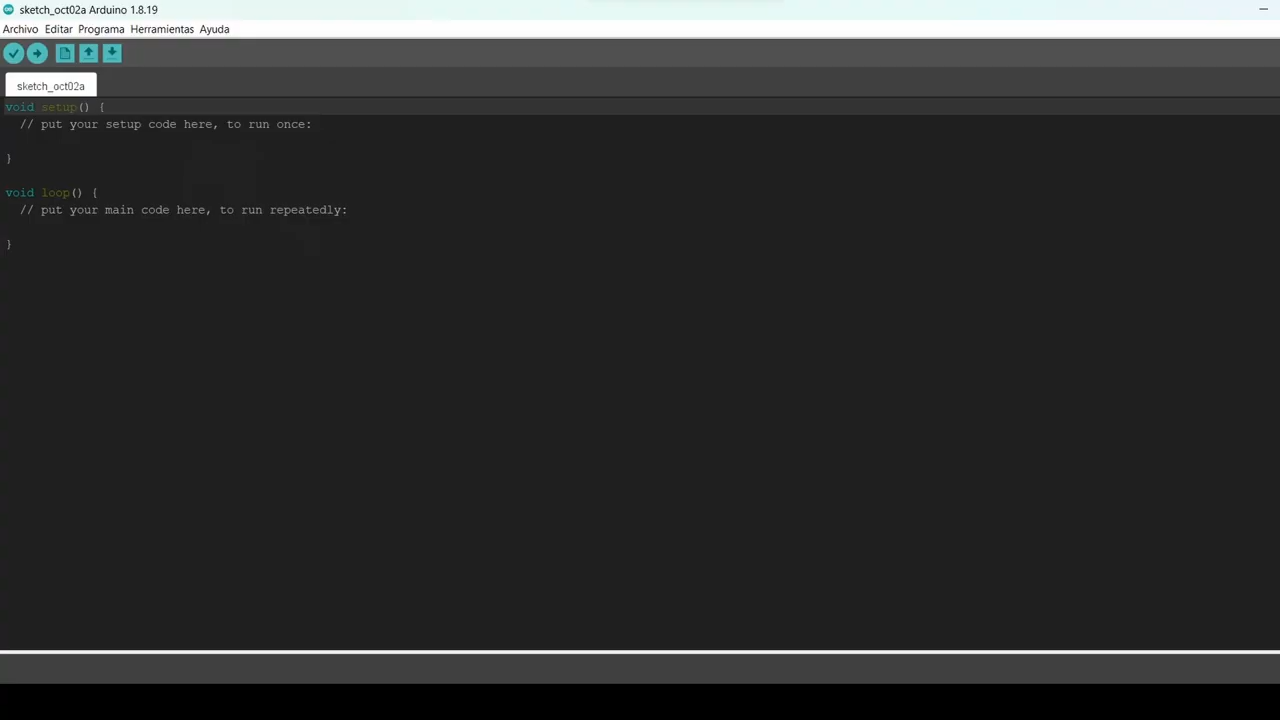 sketch_oct02a Arduino 1.8.19
Archivo Editar Programa Herramientas Ayuda
sketch_oct02a
void setup() {
// put your setup code here, to run once:
}
void loop() {
// put your main code here, to run repeatedly:
}